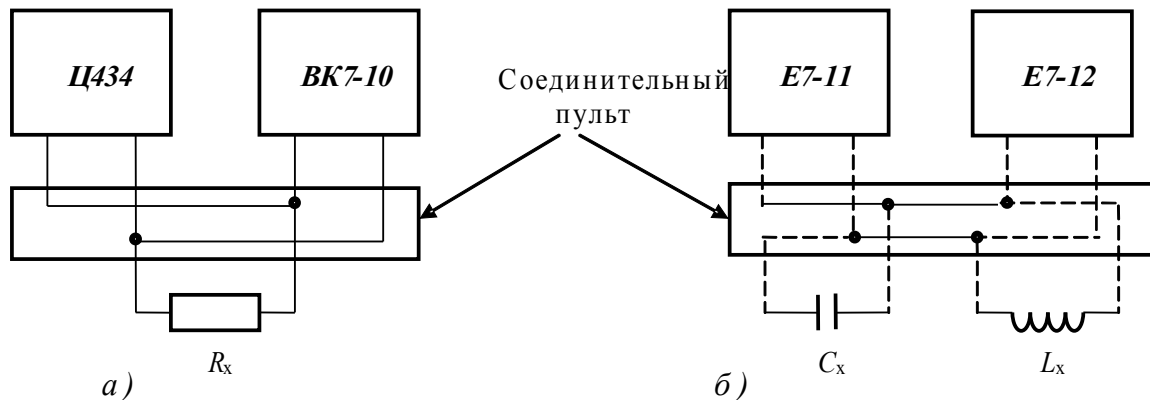 Ц434
ВК7-10
Соединительный
пульт
Е7-11
Е7-12
Rx
Cx
Lx
а)
б)